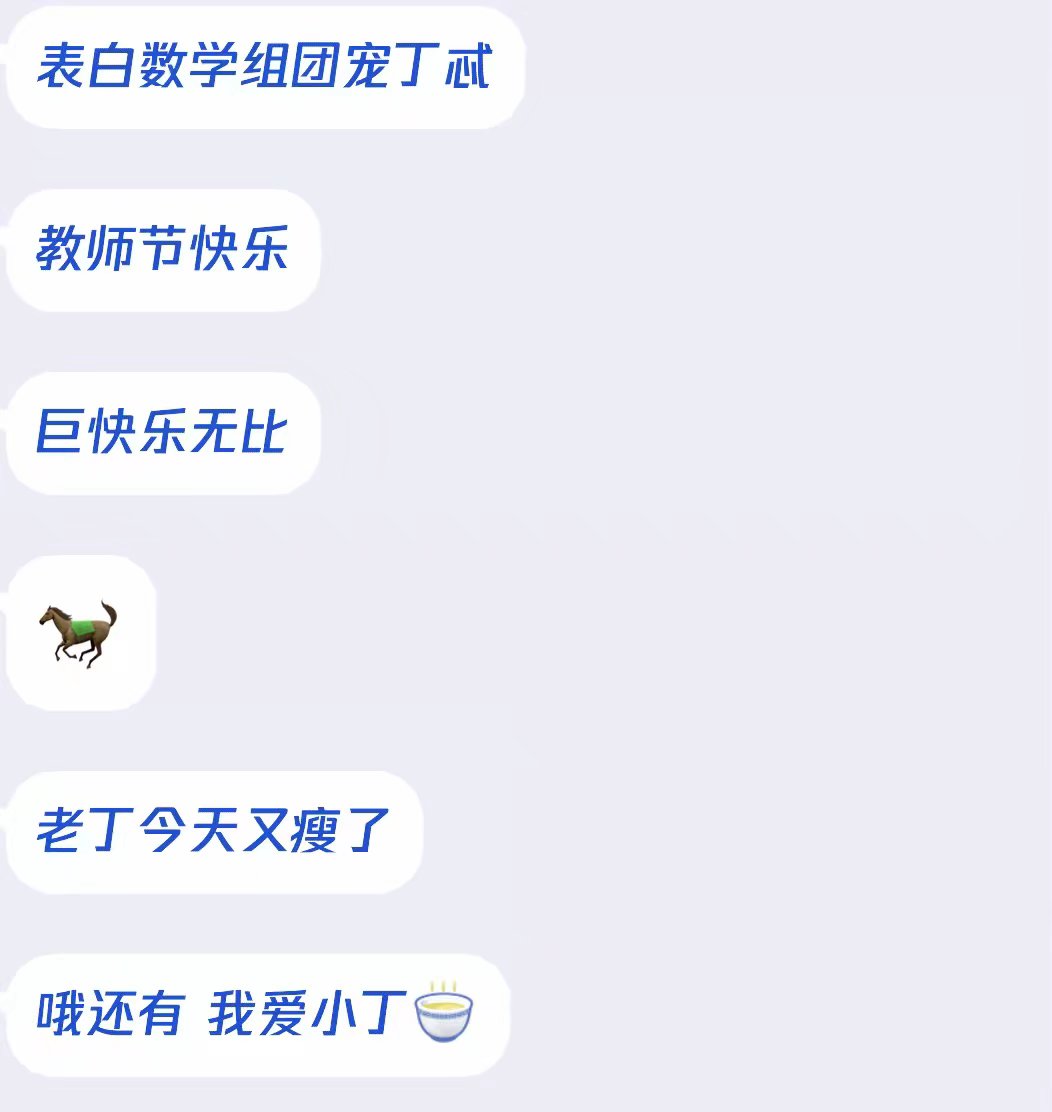 表白数学组团宠丁忒
教师节快乐
巨快乐无比
🐎
老丁今天又瘦了
哦还有 我爱小丁🍵